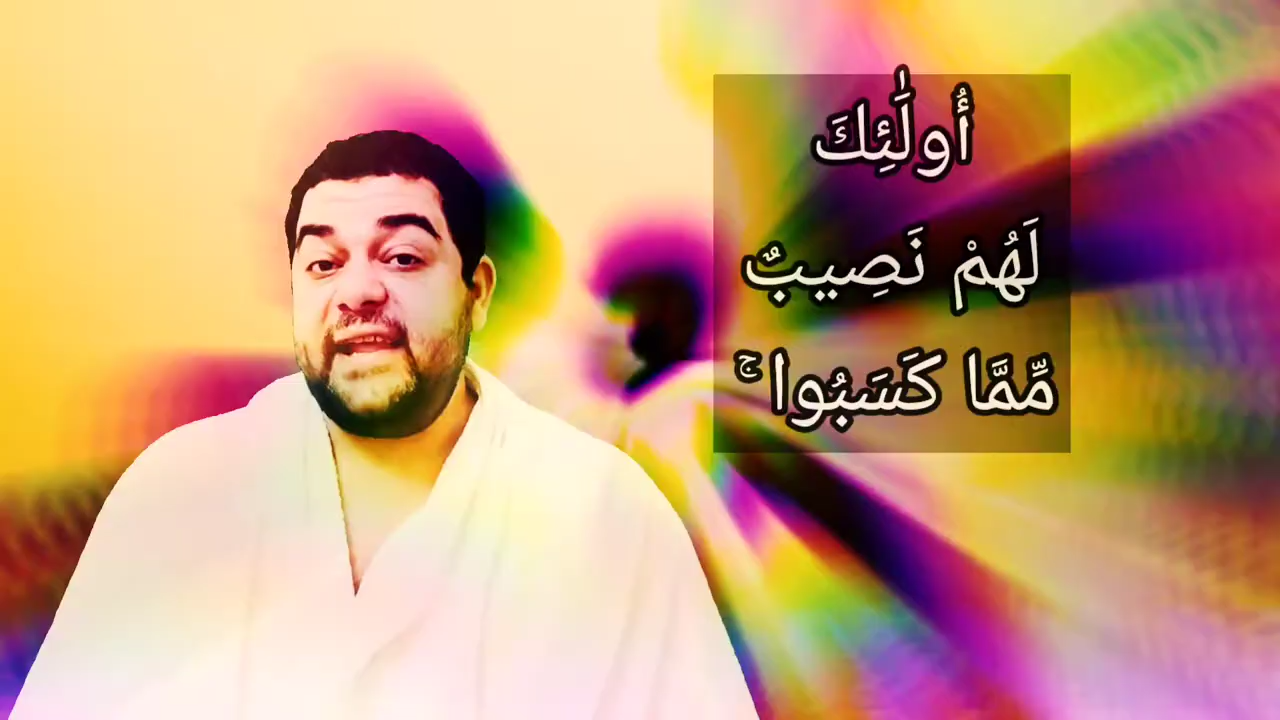 أُولَٰئِكَ
لَهُمْ نَصِيبٌ
مِّمَّا كَسَبُوا ۚ